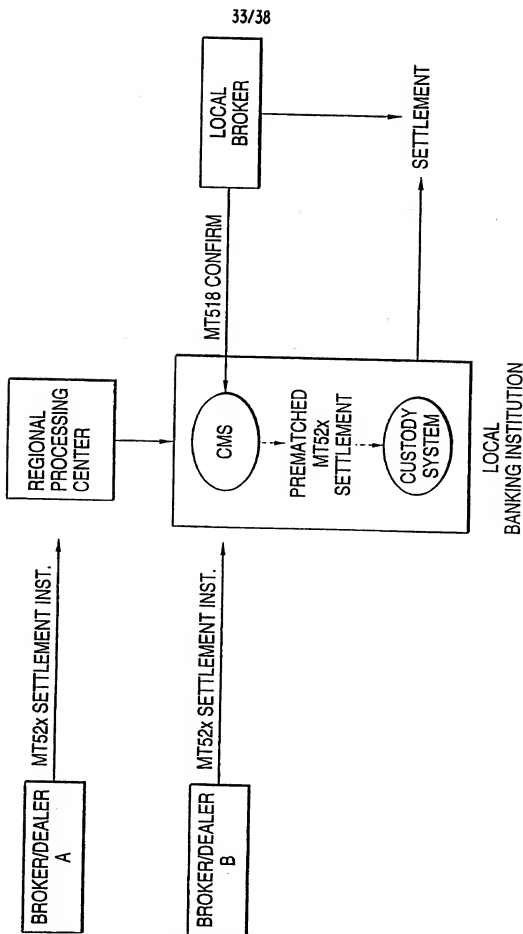 33/38
BROKER/DEALER
A
MT52x SETTLEMENT INST.
REGIONAL
PROCESSING
CENTER
BROKER/DEALER
B
MT52x SETTLEMENT INST.
CMS
PREMATCHED
MT52x
SETTLEMENT
CUSTODY
SYSTEM
LOCAL
BANKING INSTITUTION
MT518 CONFIRM
LOCAL
BROKER
SETTLEMENT